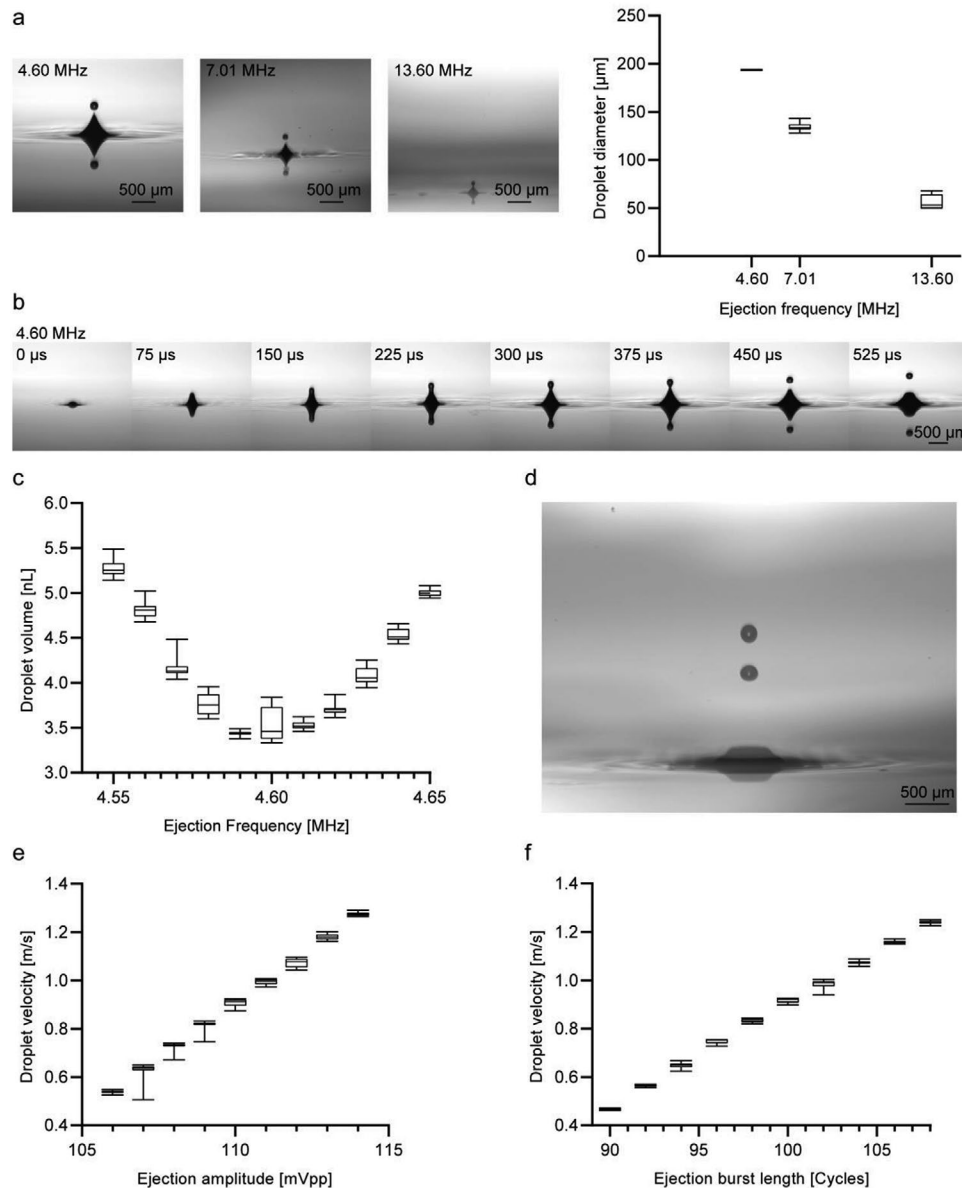 a
4.60 MHz
7.01 MHz
13.60 MHz
500 µm
500 µm
500 µm
Droplet diameter [µm]
250
200
150
100
50
0
4.60
7.01
13.60
Ejection frequency [MHz]
b
4.60 MHz
0 µs
75 µs
150 µs
225 µs
300 µs
375 µs
450 µs
525 µs
500 µm
c
Droplet volume [nL]
6.0
5.5
5.0
4.5
4.0
3.5
3.0
4.55
4.60
4.65
Ejection Frequency [MHz]
d
500 µm
e
Droplet velocity [m/s]
1.4
1.2
1.0
0.8
0.6
0.4
105
110
115
Ejection amplitude [mVpp]
f
Droplet velocity [m/s]
1.4
1.2
1.0
0.8
0.6
0.4
90
95
100
105
Ejection burst length [Cycles]